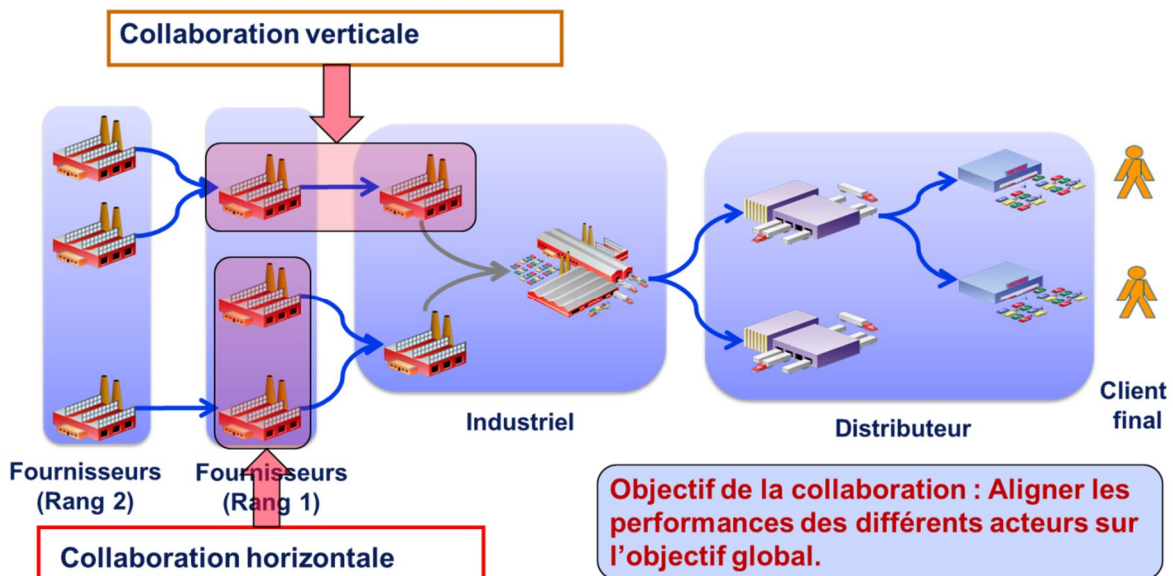 Collaboration verticale
Industriel
Distributeur
Client
final
Fournisseurs
(Rang 2)
Fournisseurs
(Rang 1)
Collaboration horizontale
Objectif de la collaboration : Aligner les
performances des différents acteurs sur
l’objectif global.